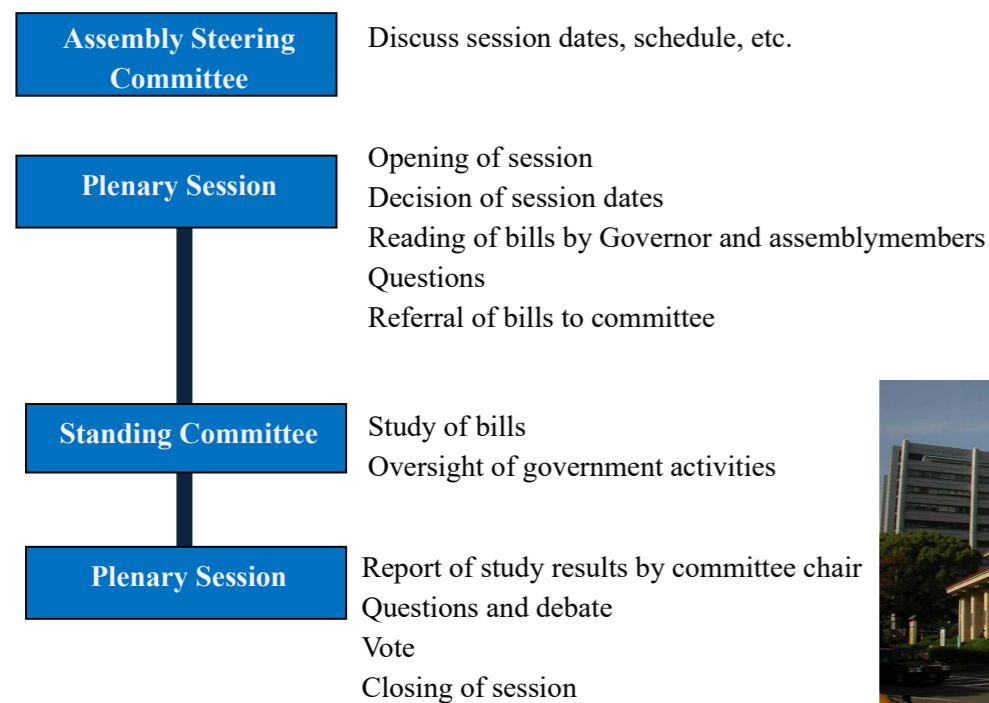 Assembly Steering
Committee
Discuss session dates, schedule, etc.
Plenary Session
Opening of session
Decision of session dates
Reading of bills by Governor and assemblymembers
Questions
Referral of bills to committee
Standing Committee
Study of bills
Oversight of government activities
Plenary Session
Report of study results by committee chair
Questions and debate
Vote
Closing of session